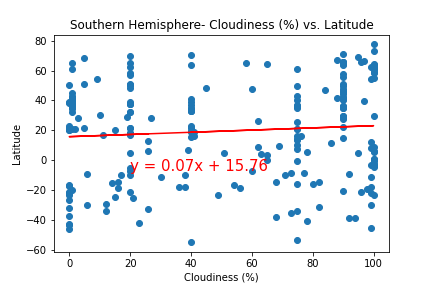 Southern Hemisphere- Cloudiness (%) vs. Latitude
80
60
40
20
0
−20
−40
−60
Latitude
y = 0.07x + 15.76
0 20 40 60 80 100
Cloudiness (%)